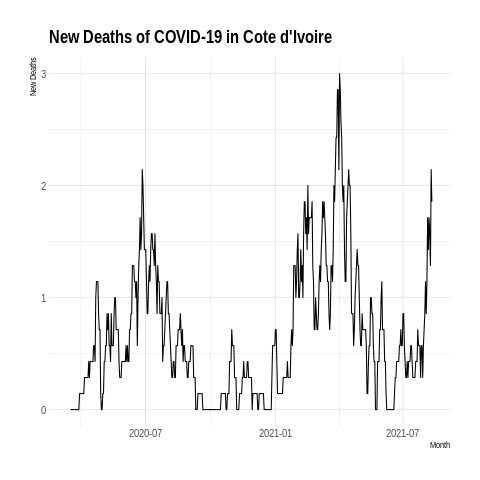 New Deaths of COVID-19 in Cote d'Ivoire
New Deaths
3
2
1
0
2020-07
2021-01
2021-07
Month